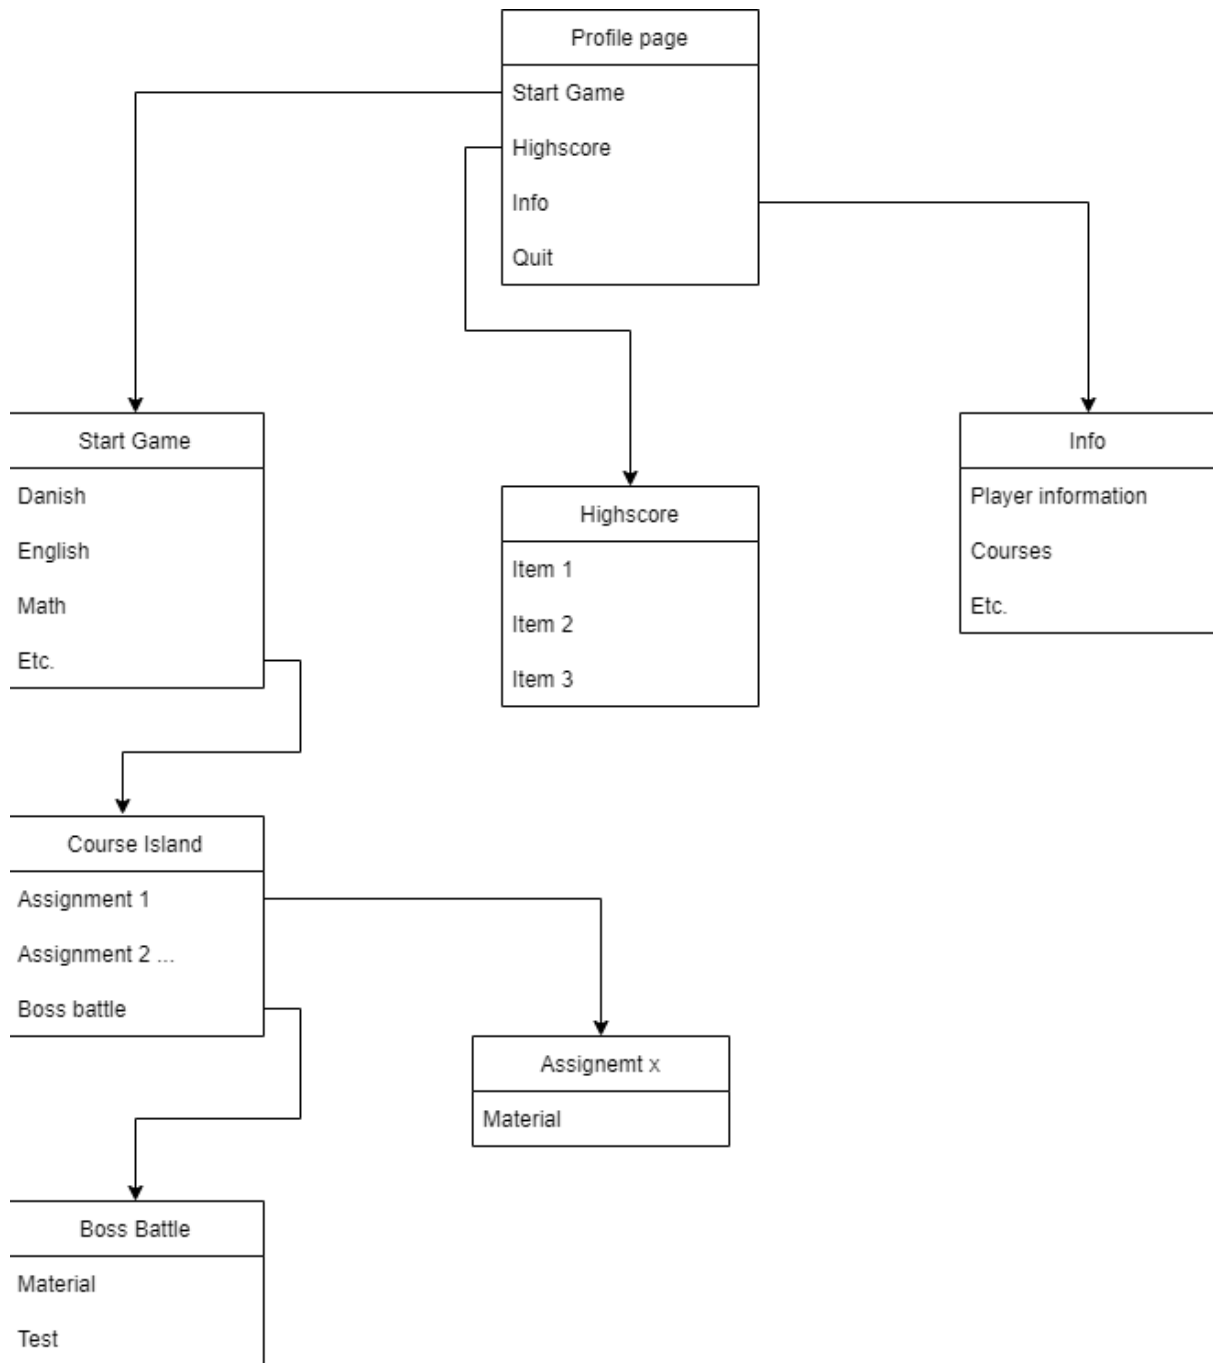 Profile page
Start Game
Highscore
Info
Quit
Start Game
Danish
English
Math
Etc.
Highscore
Item 1
Item 2
Item 3
Info
Player information
Courses
Etc.
Course Island
Assignment 1
Assignment 2 ...
Boss battle
Assignemt x
Material
Boss Battle
Material
Test